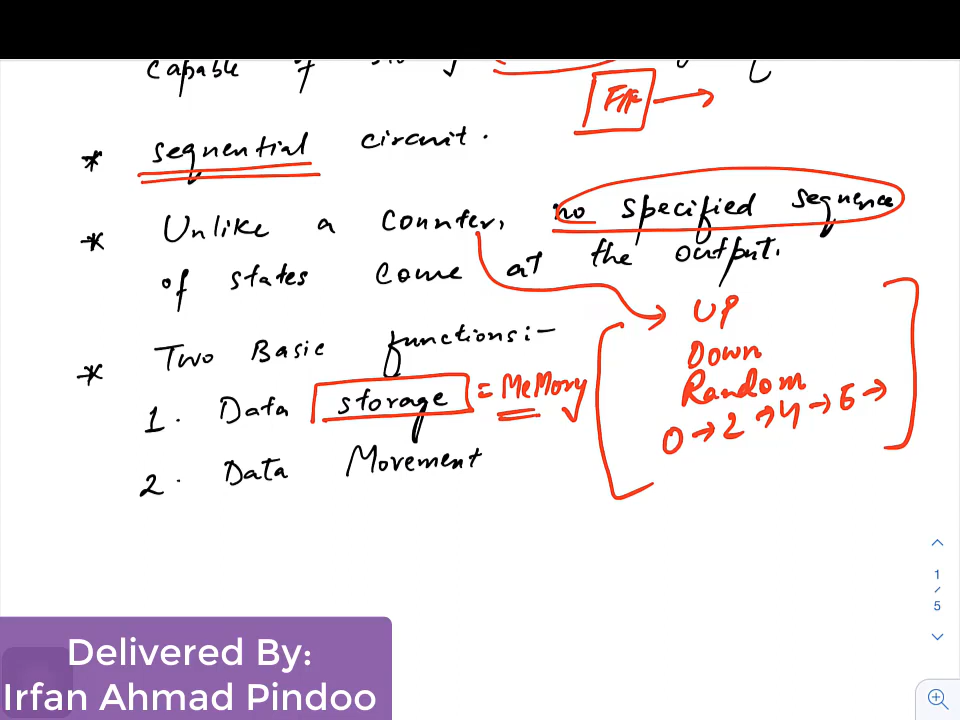 capable of
FF
* sequential circuit.
* Unlike a counter, no specified sequence
of states come at the output.
UP
* Two Basic functions:-
Down
Random
1. Data storage = MeMory
0 → 2 → 4 → 6 →
2. Data Movement
1
/
5
Delivered By:
Irfan Ahmad Pindoo